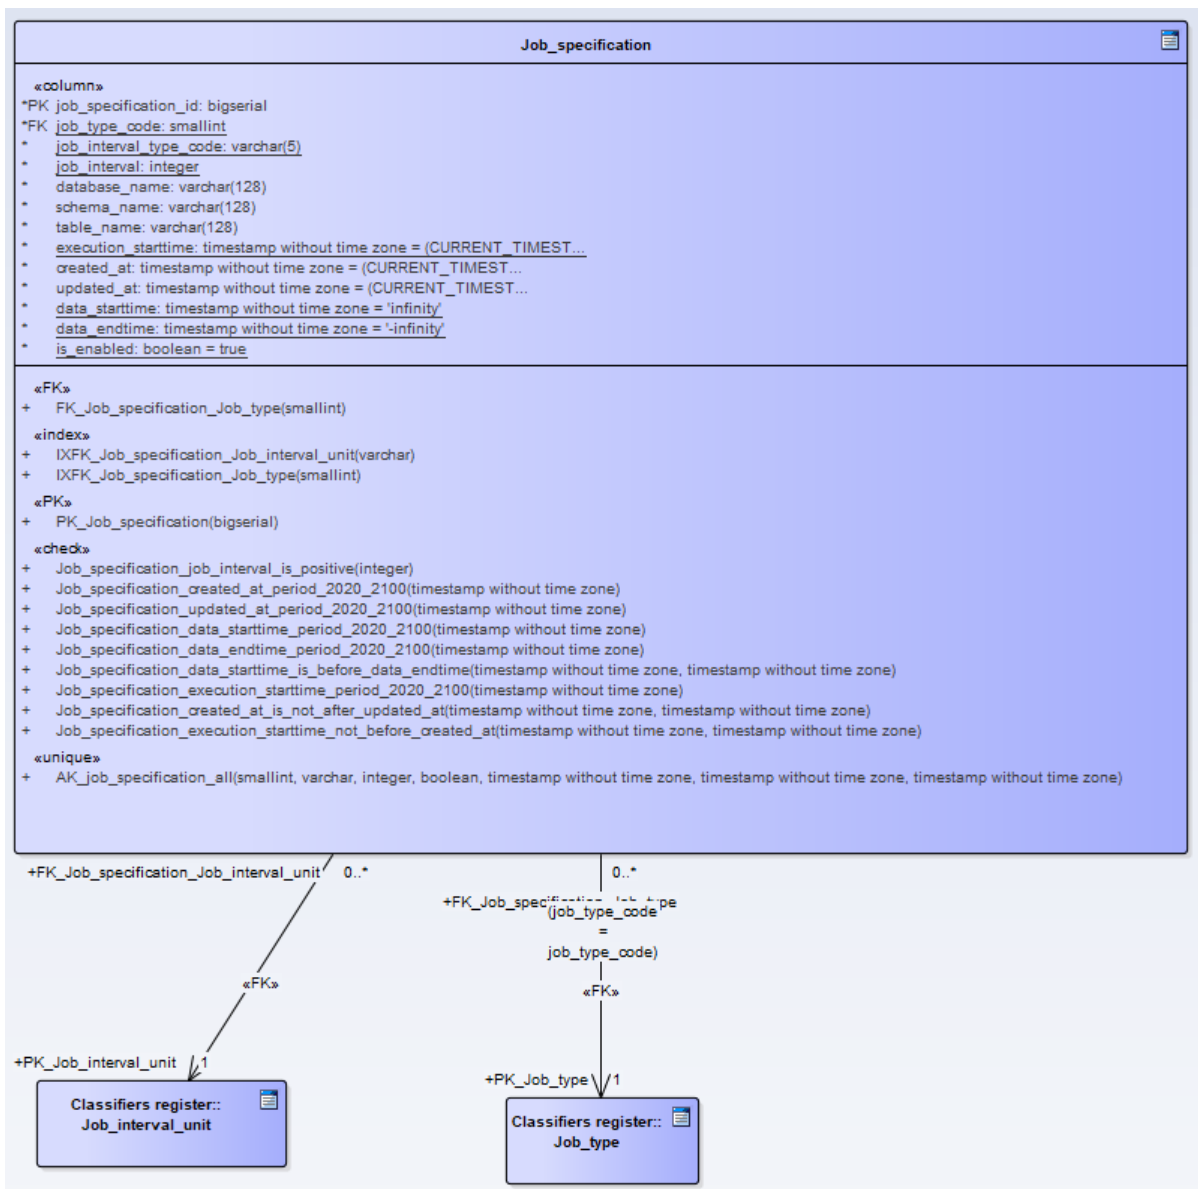 Job_specification
«column»
*PK job_specification_id: bigserial
*FK job_type_code: smallint
* job_interval_type_code: varchar(5)
* job_interval: integer
* database_name: varchar(128)
* schema_name: varchar(128)
* table_name: varchar(128)
* execution_starttime: timestamp without time zone = (CURRENT_TIMEST...
* created_at: timestamp without time zone = (CURRENT_TIMEST...
* updated_at: timestamp without time zone = (CURRENT_TIMEST...
* data_starttime: timestamp without time zone = 'infinity'
* data_endtime: timestamp without time zone = '-infinity'
* is_enabled: boolean = true
«FK»
+ FK_Job_specification_Job_type(smallint)
«index»
+ IXFK_Job_specification_Job_interval_unit(varchar)
+ IXFK_Job_specification_Job_type(smallint)
«PK»
+ PK_Job_specification(bigserial)
«check»
+ Job_specification_job_interval_is_positive(integer)
+ Job_specification_created_at_period_2020_2100(timestamp without time zone)
+ Job_specification_updated_at_period_2020_2100(timestamp without time zone)
+ Job_specification_data_starttime_period_2020_2100(timestamp without time zone)
+ Job_specification_data_endtime_period_2020_2100(timestamp without time zone)
+ Job_specification_data_starttime_is_before_data_endtime(timestamp without time zone, timestamp without time zone)
+ Job_specification_execution_starttime_period_2020_2100(timestamp without time zone)
+ Job_specification_created_at_is_not_after_updated_at(timestamp without time zone, timestamp without time zone)
+ Job_specification_execution_starttime_not_before_created_at(timestamp without time zone, timestamp without time zone)
«unique»
+ AK_job_specification_all(smallint, varchar, integer, boolean, timestamp without time zone, timestamp without time zone, timestamp without time zone)
+FK_Job_specification_Job_interval_unit 0..*
0..*
+FK_Job_specification_Job_type
(job_type_code
=
job_type_code)
«FK»
«FK»
+PK_Job_interval_unit 1
+PK_Job_type 1
Classifiers register::
Job_interval_unit
Classifiers register::
Job_type